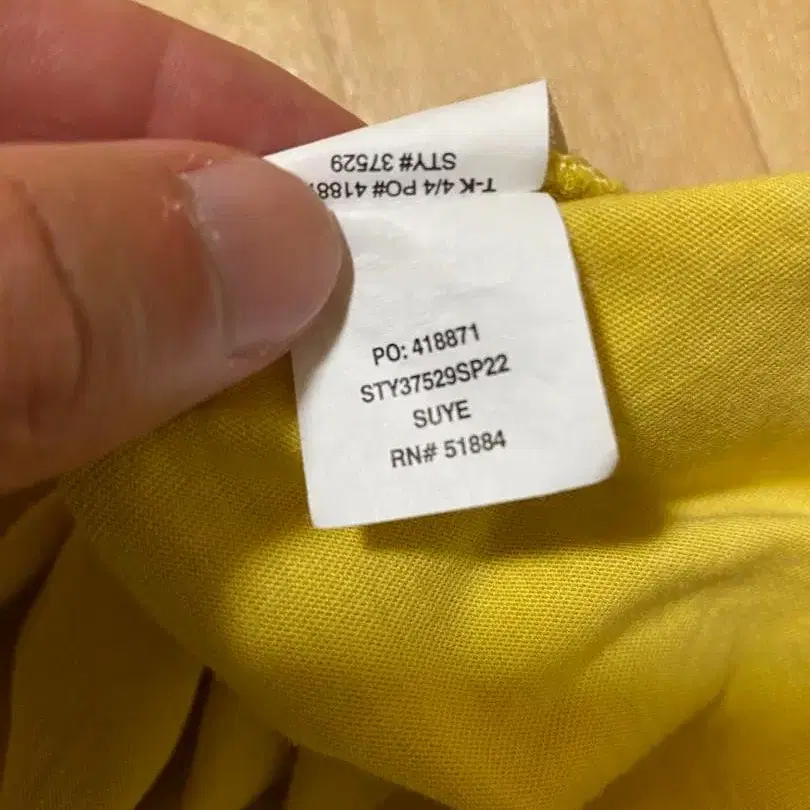 STY# 37529
T-K 4/4 PO# 4188
PO: 418871
STY37529SP22
SUYE
RN# 51884